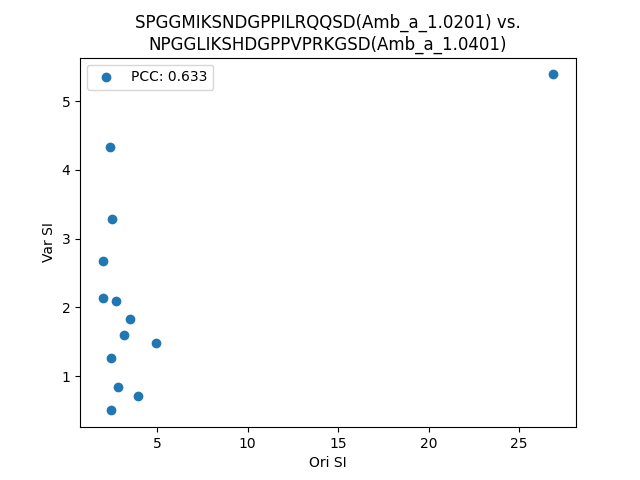 SPGGMIKSNDGPPILRQQSD(Amb_a_1.0201) vs.
NPGGLIKSHDGPPVPRKGSD(Amb_a_1.0401)
PCC: 0.633
5
4
3
2
1
Var SI
5 10 15 20 25
Ori SI